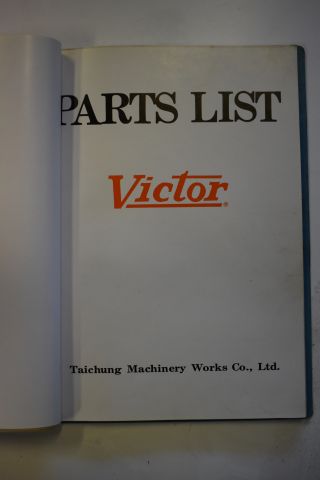 PARTS LIST
Victor®
Taichung Machinery Works Co., Ltd.